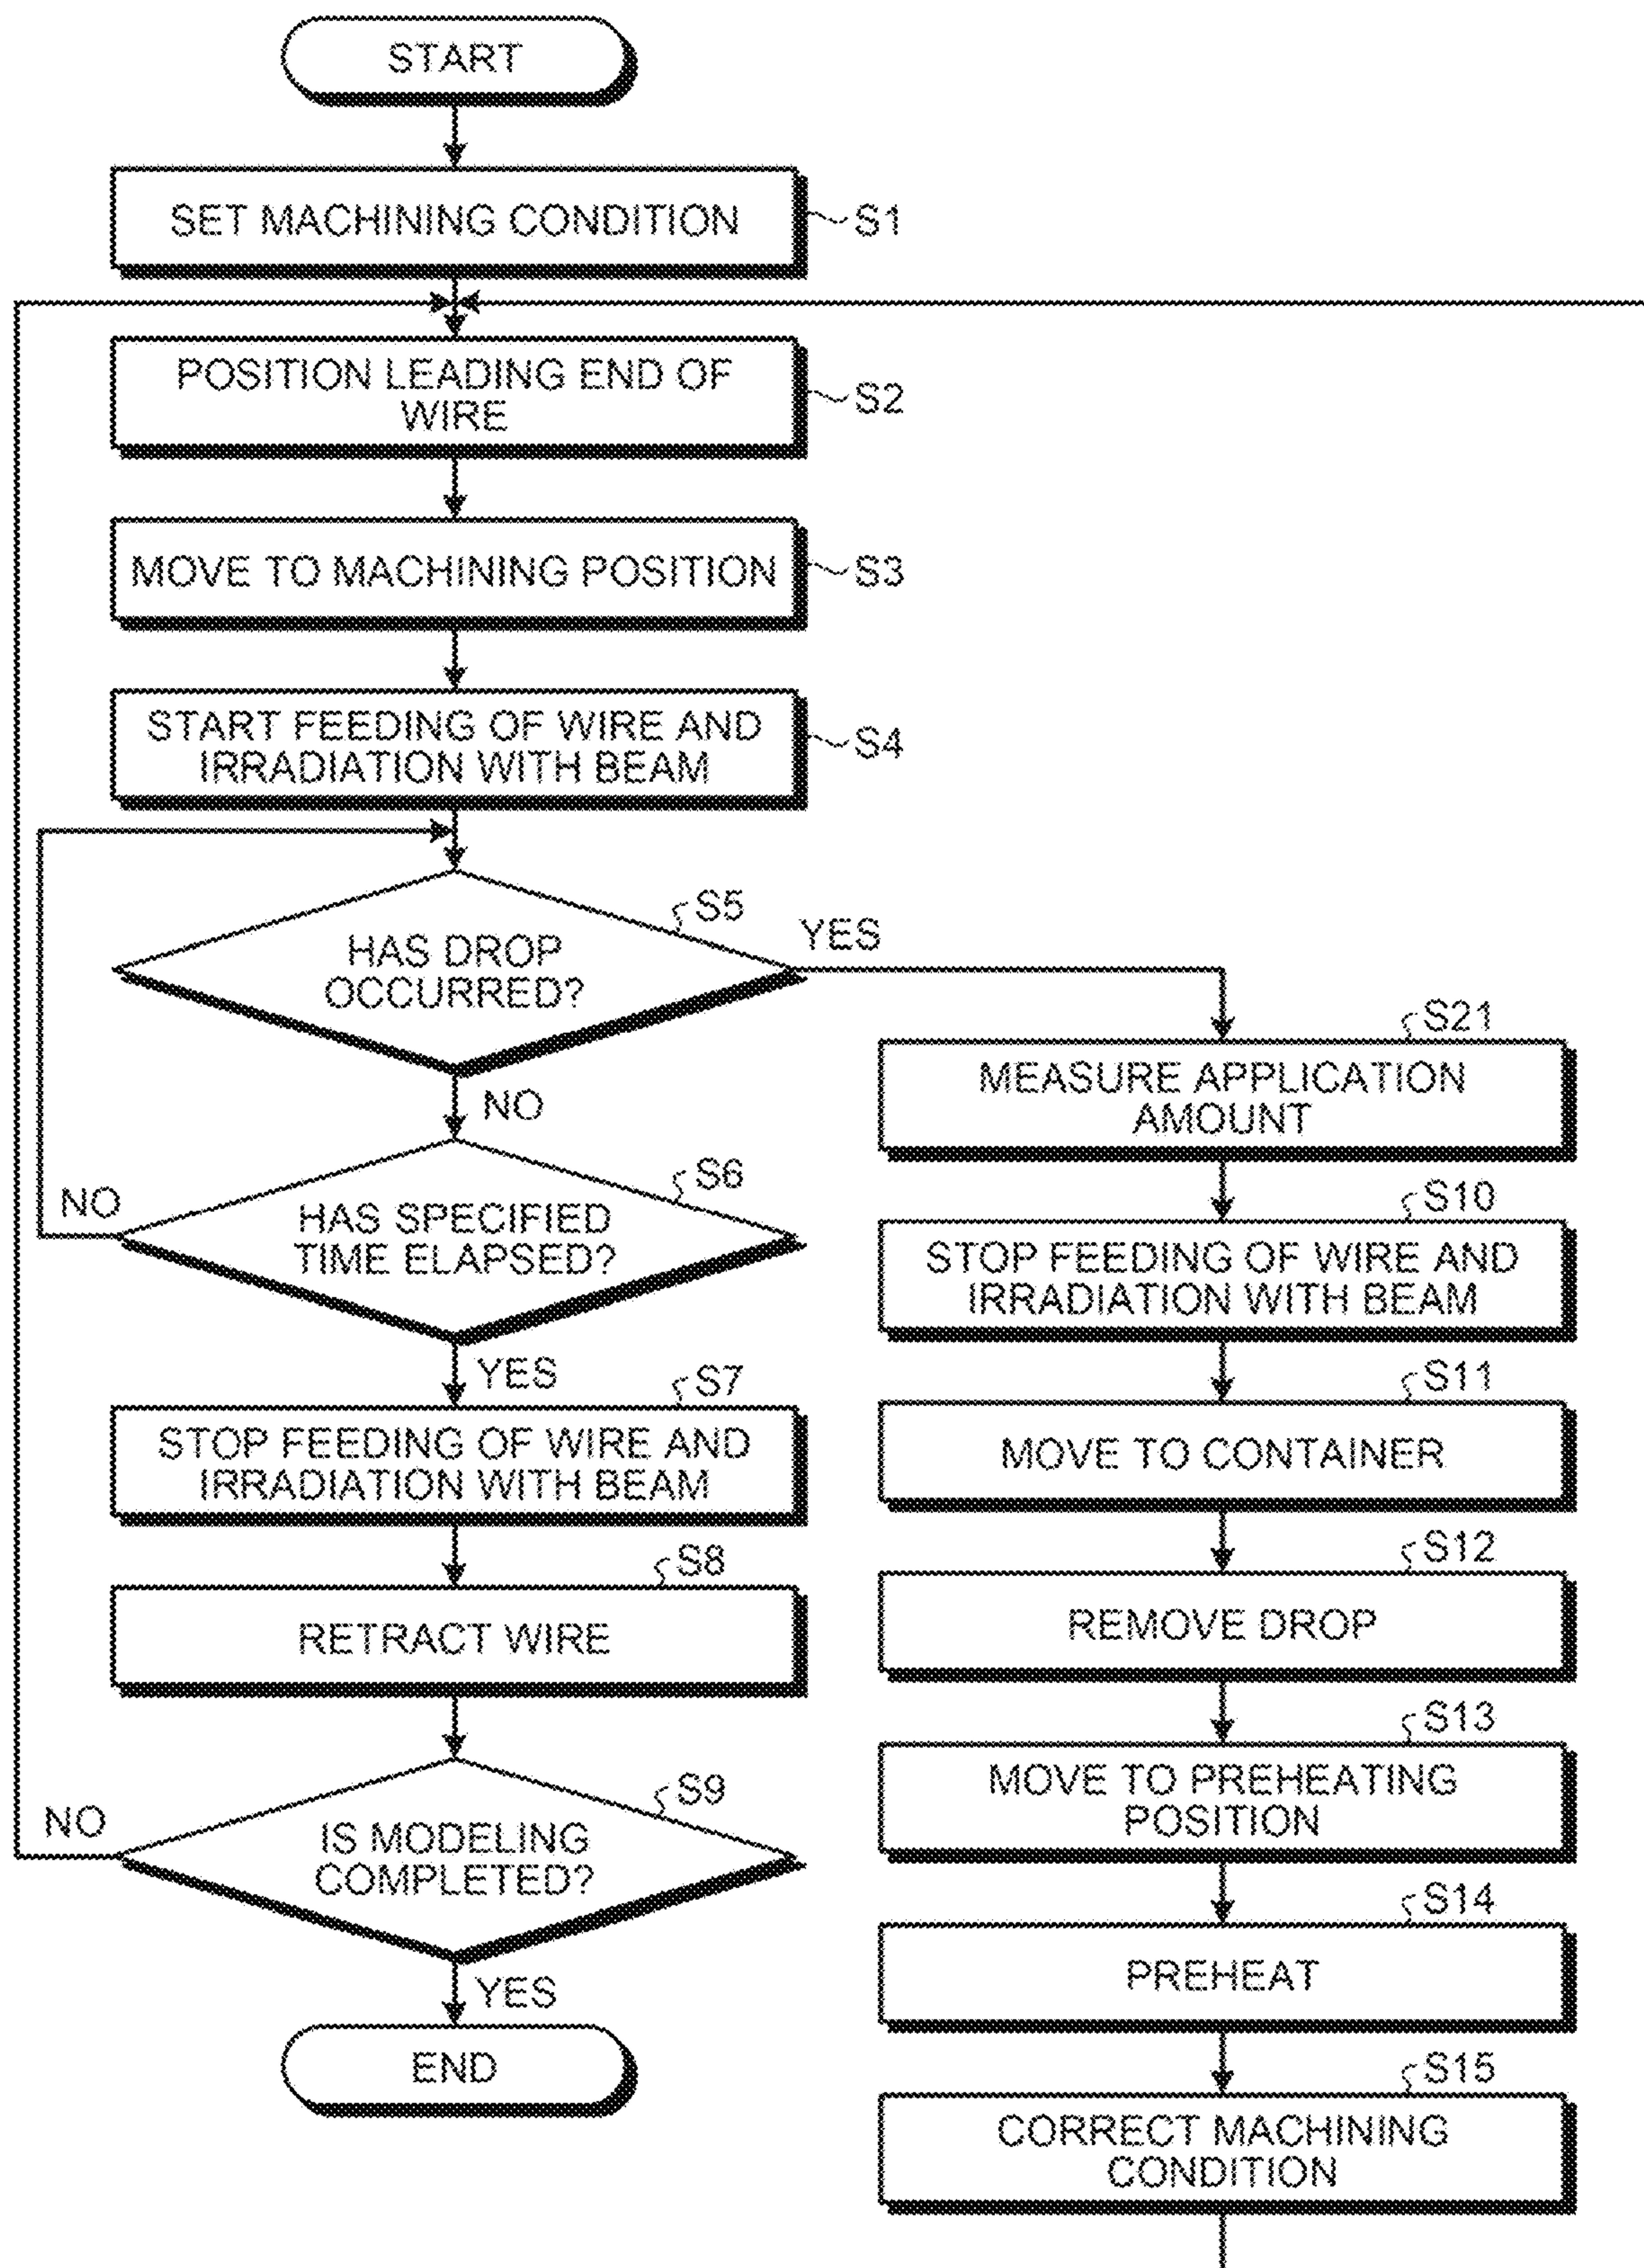 START
SET MACHINING CONDITION
S1
POSITION LEADING END OF
WIRE
S2
MOVE TO MACHINING POSITION
S3
START FEEDING OF WIRE AND
IRRADIATION WITH BEAM
S4
S5
HAS DROP
OCCURRED?
YES
NO
S6
HAS SPECIFIED
TIME ELAPSED?
NO
YES
S7
STOP FEEDING OF WIRE AND
IRRADIATION WITH BEAM
S8
RETRACT WIRE
S9
IS MODELING
COMPLETED?
NO
YES
END
S21
MEASURE APPLICATION
AMOUNT
S10
STOP FEEDING OF WIRE AND
IRRADIATION WITH BEAM
S11
MOVE TO CONTAINER
S12
REMOVE DROP
S13
MOVE TO PREHEATING
POSITION
S14
PREHEAT
S15
CORRECT MACHINING
CONDITION